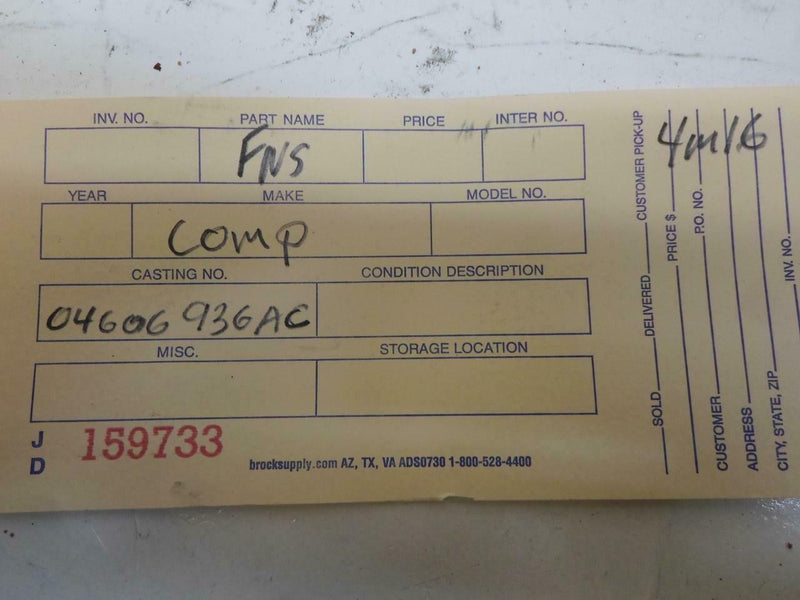 INV. NO. PART NAME PRICE INTER NO.
FNS
YEAR MAKE MODEL NO.
COMP
CASTING NO. CONDITION DESCRIPTION
04606936AC
MISC. STORAGE LOCATION
J
D
159733
brocksupply.com AZ, TX, VA ADS0730 1-800-528-4400
SOLD DELIVERED CUSTOMER PICK-UP
PRICE $
P.O. NO.
CUSTOMER
ADDRESS
CITY, STATE, ZIP
INV. NO.